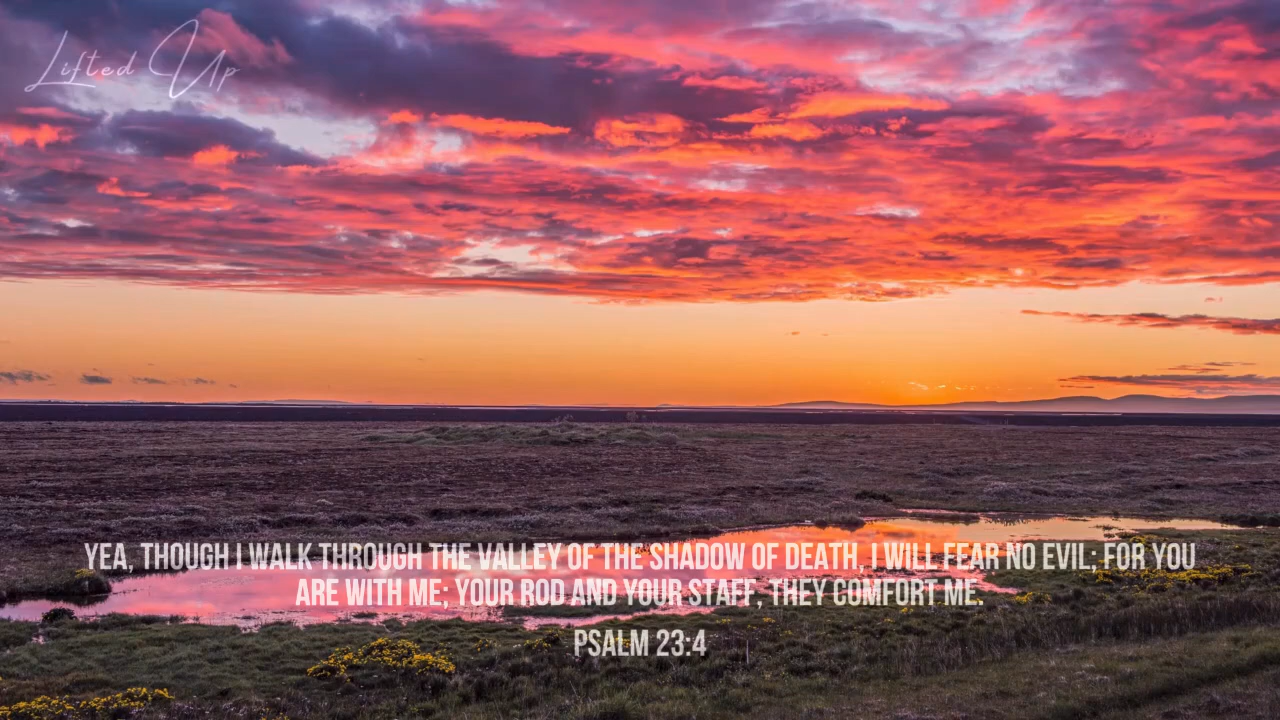 Lifted Up
YEA, THOUGH I WALK THROUGH THE VALLEY OF THE SHADOW OF DEATH, I WILL FEAR NO EVIL; FOR YOU
ARE WITH ME; YOUR ROD AND YOUR STAFF, THEY COMFORT ME.
PSALM 23:4